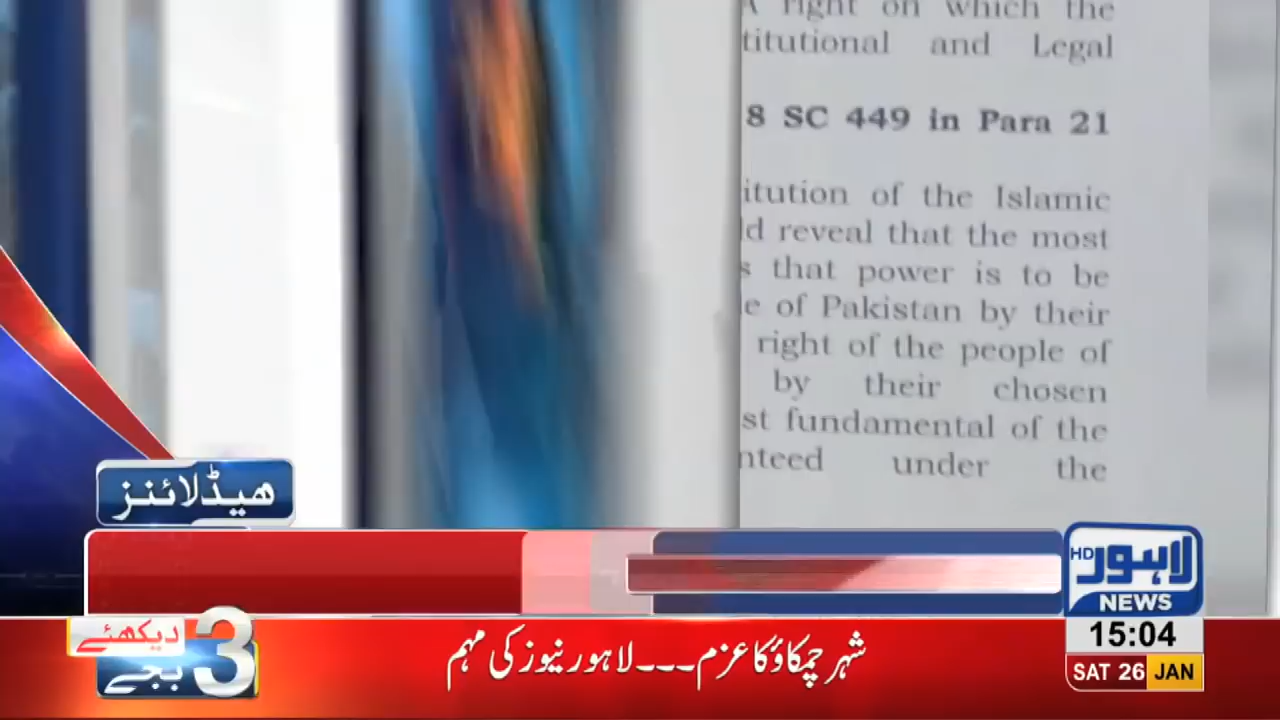 right on which the
titutional and Legal
8 SC 449 in Para 21
itution of the Islamic
d reveal that the most
s that power is to be
e of Pakistan by their
right of the people of
by their chosen
st fundamental of the
nteed under the
ھیڈلائنز
HD لاہور
NEWS
15:04
SAT 26 JAN
دیکھئے
3 بجے
شہر چمکاؤ کا عزم ۔۔۔ لاہور نیوز کی مہم